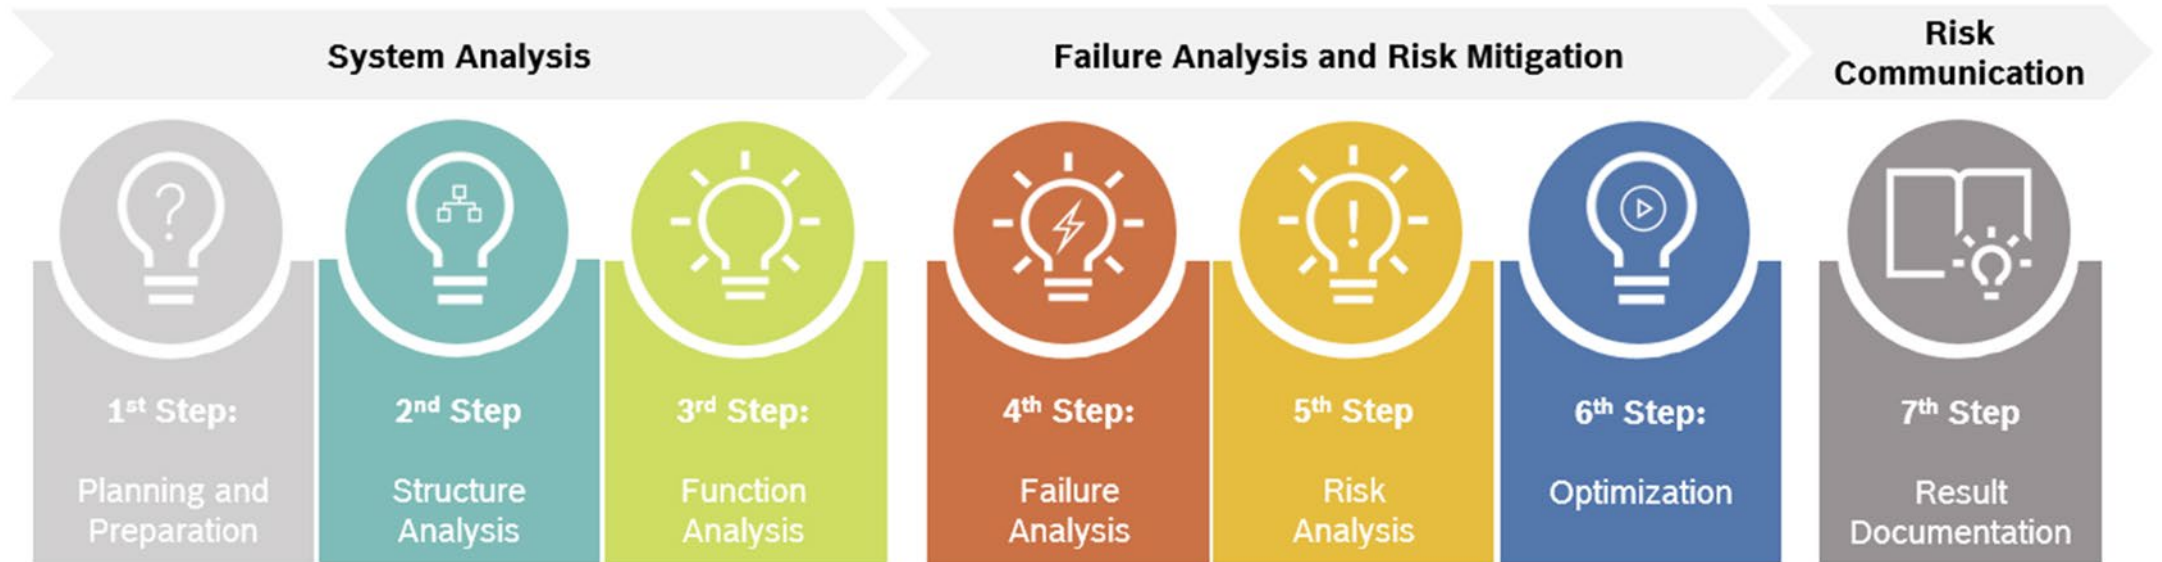 System Analysis
Failure Analysis and Risk Mitigation
Risk
Communication
1st Step:
Planning and
Preparation
2nd Step
Structure
Analysis
3rd Step:
Function
Analysis
4th Step:
Failure
Analysis
5th Step
Risk
Analysis
6th Step:
Optimization
7th Step
Result
Documentation